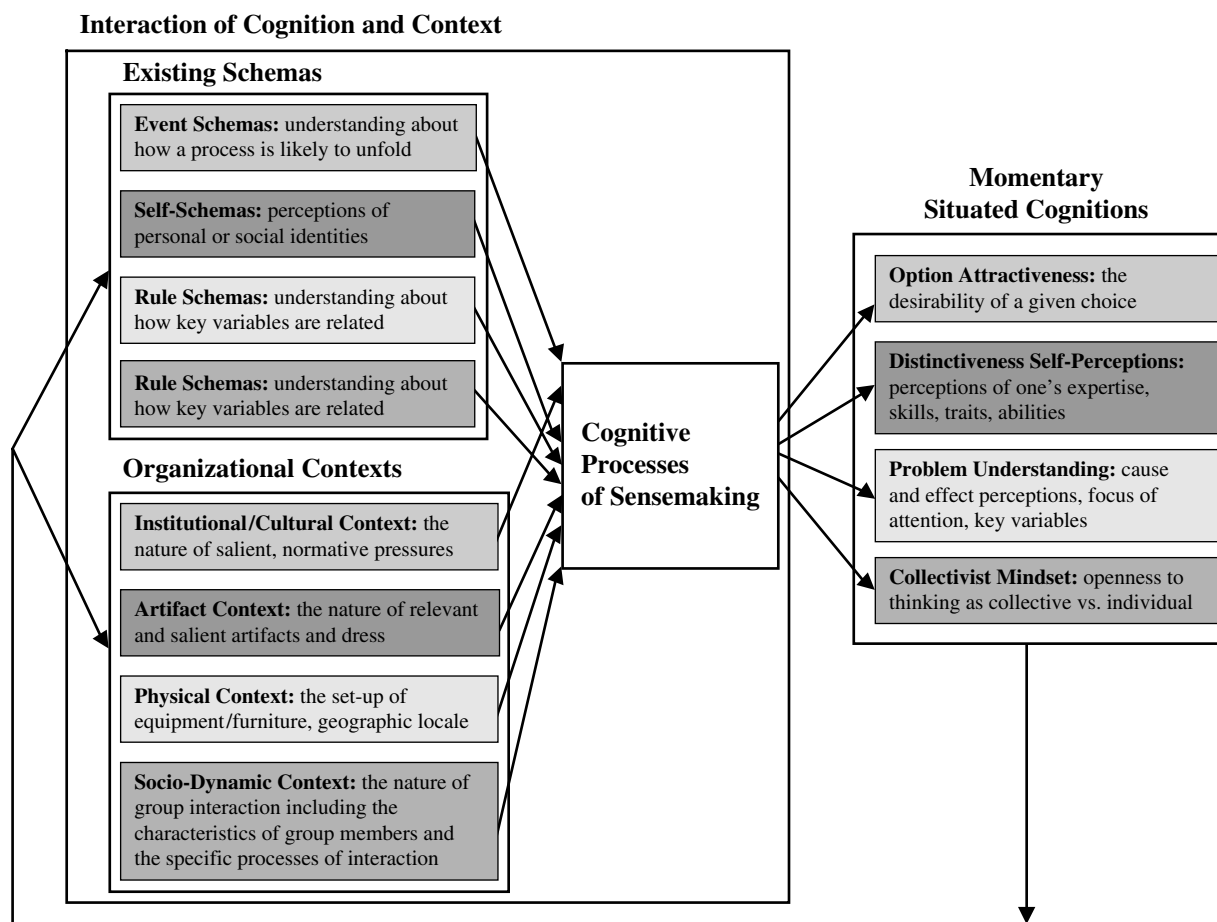 Interaction of Cognition and Context
Existing Schemas
Event Schemas: understanding about
how a process is likely to unfold
Self-Schemas: perceptions of
personal or social identities
Rule Schemas: understanding about
how key variables are related
Rule Schemas: understanding about
how key variables are related
Organizational Contexts
Institutional/Cultural Context: the
nature of salient, normative pressures
Artifact Context: the nature of relevant
and salient artifacts and dress
Physical Context: the set-up of
equipment/furniture, geographic locale
Socio-Dynamic Context: the nature of
group interaction including the
characteristics of group members and
the specific processes of interaction
Cognitive
Processes
of Sensemaking
Momentary
Situated Cognitions
Option Attractiveness: the
desirability of a given choice
Distinctiveness Self-Perceptions:
perceptions of one’s expertise,
skills, traits, abilities
Problem Understanding: cause
and effect perceptions, focus of
attention, key variables
Collectivist Mindset: openness to
thinking as collective vs. individual